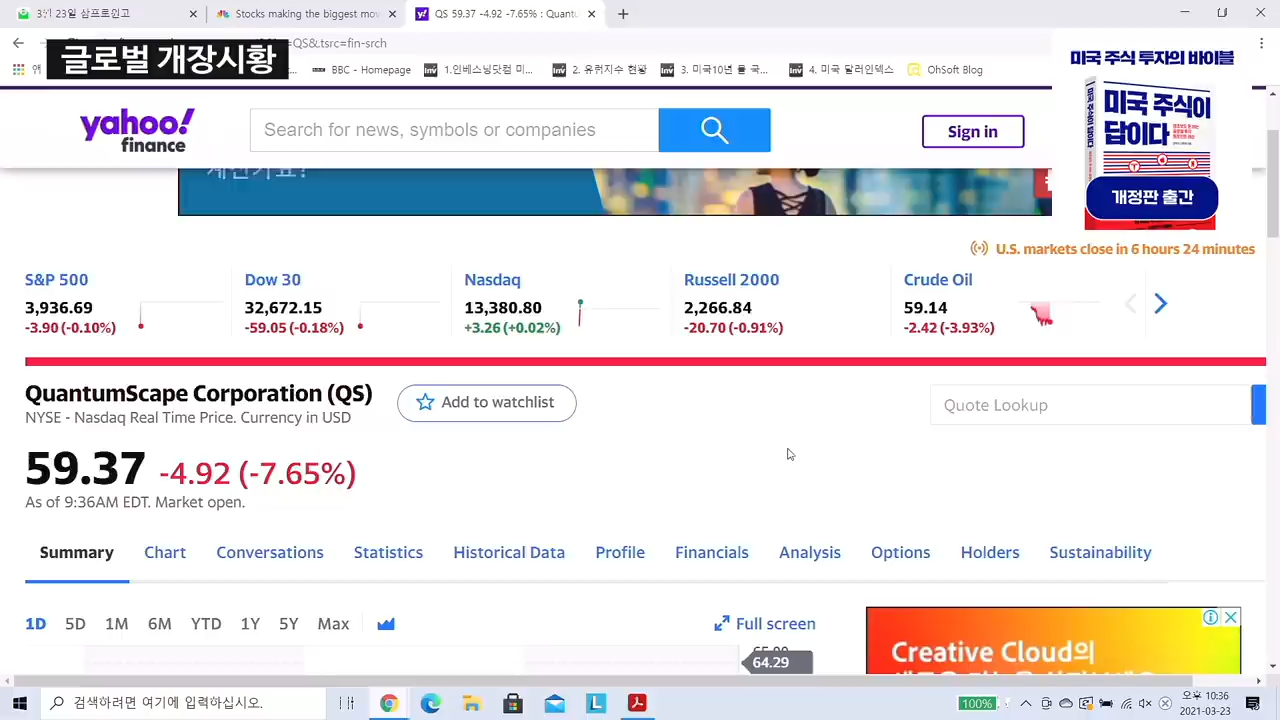 3월 23일 삼프로윈고
Stocks making the biggest mov
QS 59.37 -4.92 -7.65% : Quantu
=QS&tsrc=fin-srch
글로벌 개장시황
BBC - Homepage
1.인베스팅닷컴 미...
2. 유럽지수 현황
3. 미국10년 물 국...
4. 미국 달러인덱스
OhSoft Blog
미국 주식 투자의 바이블
미국 주식이
답이다
개정판 출간
yahoo!
finance
Search for news, symbols or companies
Sign in
U.S. markets close in 6 hours 24 minutes
S&P 500
3,936.69
-3.90 (-0.10%)
Dow 30
32,672.15
-59.05 (-0.18%)
Nasdaq
13,380.80
+3.26 (+0.02%)
Russell 2000
2,266.84
-20.70 (-0.91%)
Crude Oil
59.14
-2.42 (-3.93%)
QuantumScape Corporation (QS)
NYSE - Nasdaq Real Time Price. Currency in USD
Add to watchlist
Quote Lookup
59.37 -4.92 (-7.65%)
As of 9:36AM EDT. Market open.
Summary Chart Conversations Statistics Historical Data Profile Financials Analysis Options Holders Sustainability
1D 5D 1M 6M YTD 1Y 5Y Max
Full screen
64.29
Creative Cloud의
검색하려면 여기에 입력하십시오.
100%
오후 10:36
2021-03-23